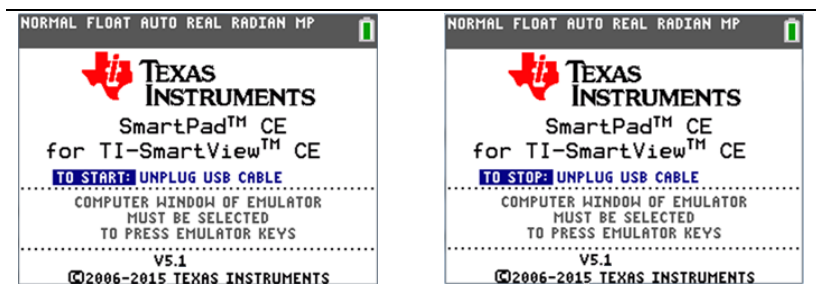 NORMAL FLOAT AUTO REAL RADIAN MP
TEXAS
INSTRUMENTS
SmartPad™ CE
for TI-SmartView™ CE
TO START: UNPLUG USB CABLE
COMPUTER WINDOW OF EMULATOR
MUST BE SELECTED
TO PRESS EMULATOR KEYS
V5.1
©2006-2015 TEXAS INSTRUMENTS
NORMAL FLOAT AUTO REAL RADIAN MP
TEXAS
INSTRUMENTS
SmartPad™ CE
for TI-SmartView™ CE
TO STOP: UNPLUG USB CABLE
COMPUTER WINDOW OF EMULATOR
MUST BE SELECTED
TO PRESS EMULATOR KEYS
V5.1
©2006-2015 TEXAS INSTRUMENTS